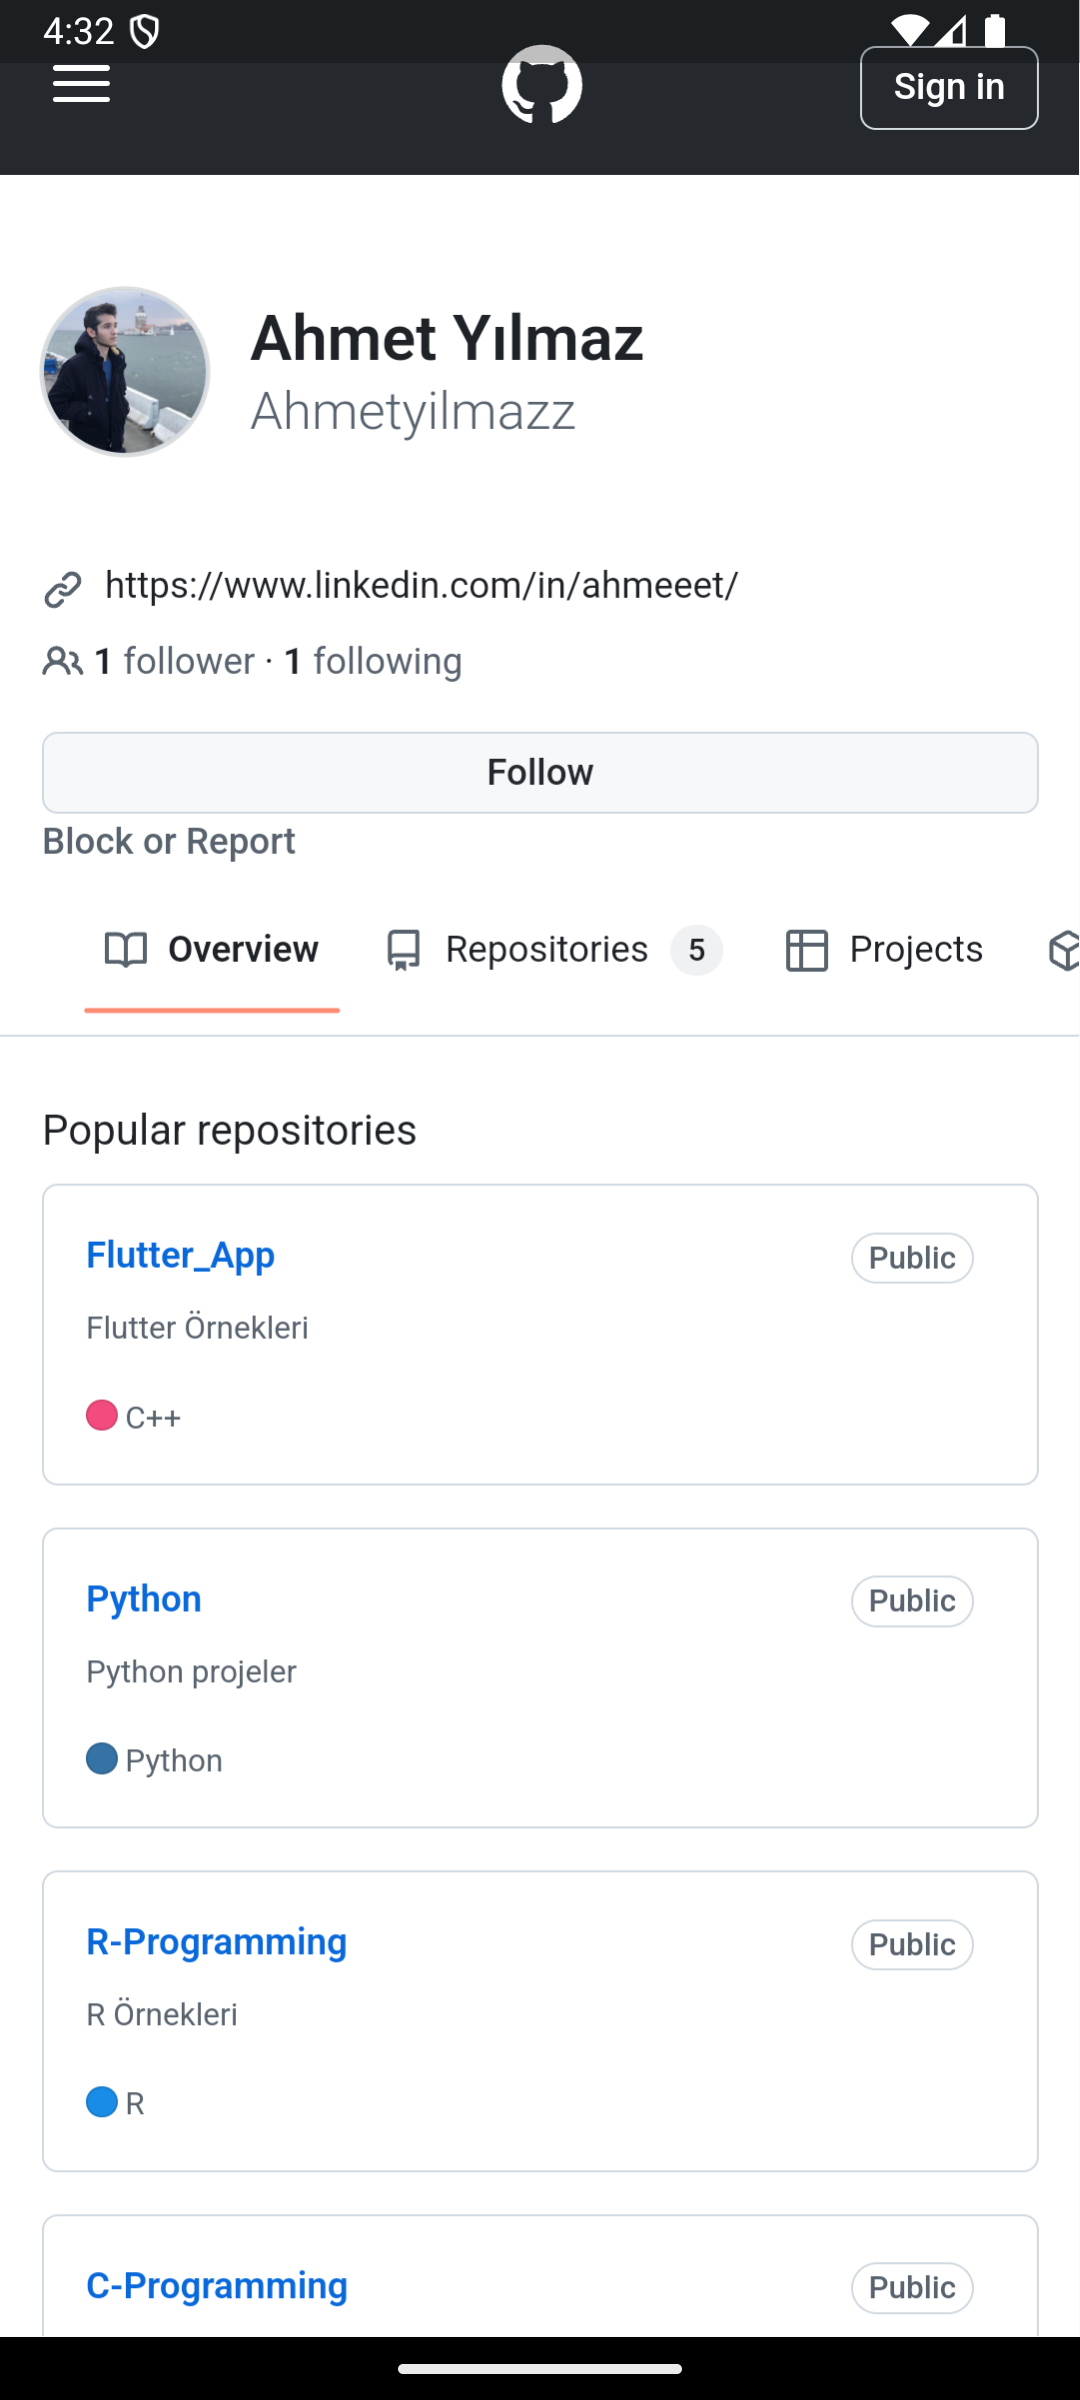 4:32
Sign in
Ahmet Yılmaz
Ahmetyilmazz
https://www.linkedin.com/in/ahmeeet/
1 follower · 1 following
Follow
Block or Report
Overview Repositories 5 Projects
Popular repositories
Flutter_App Public
Flutter Örnekleri
C++
Python Public
Python projeler
Python
R-Programming Public
R Örnekleri
R
C-Programming Public